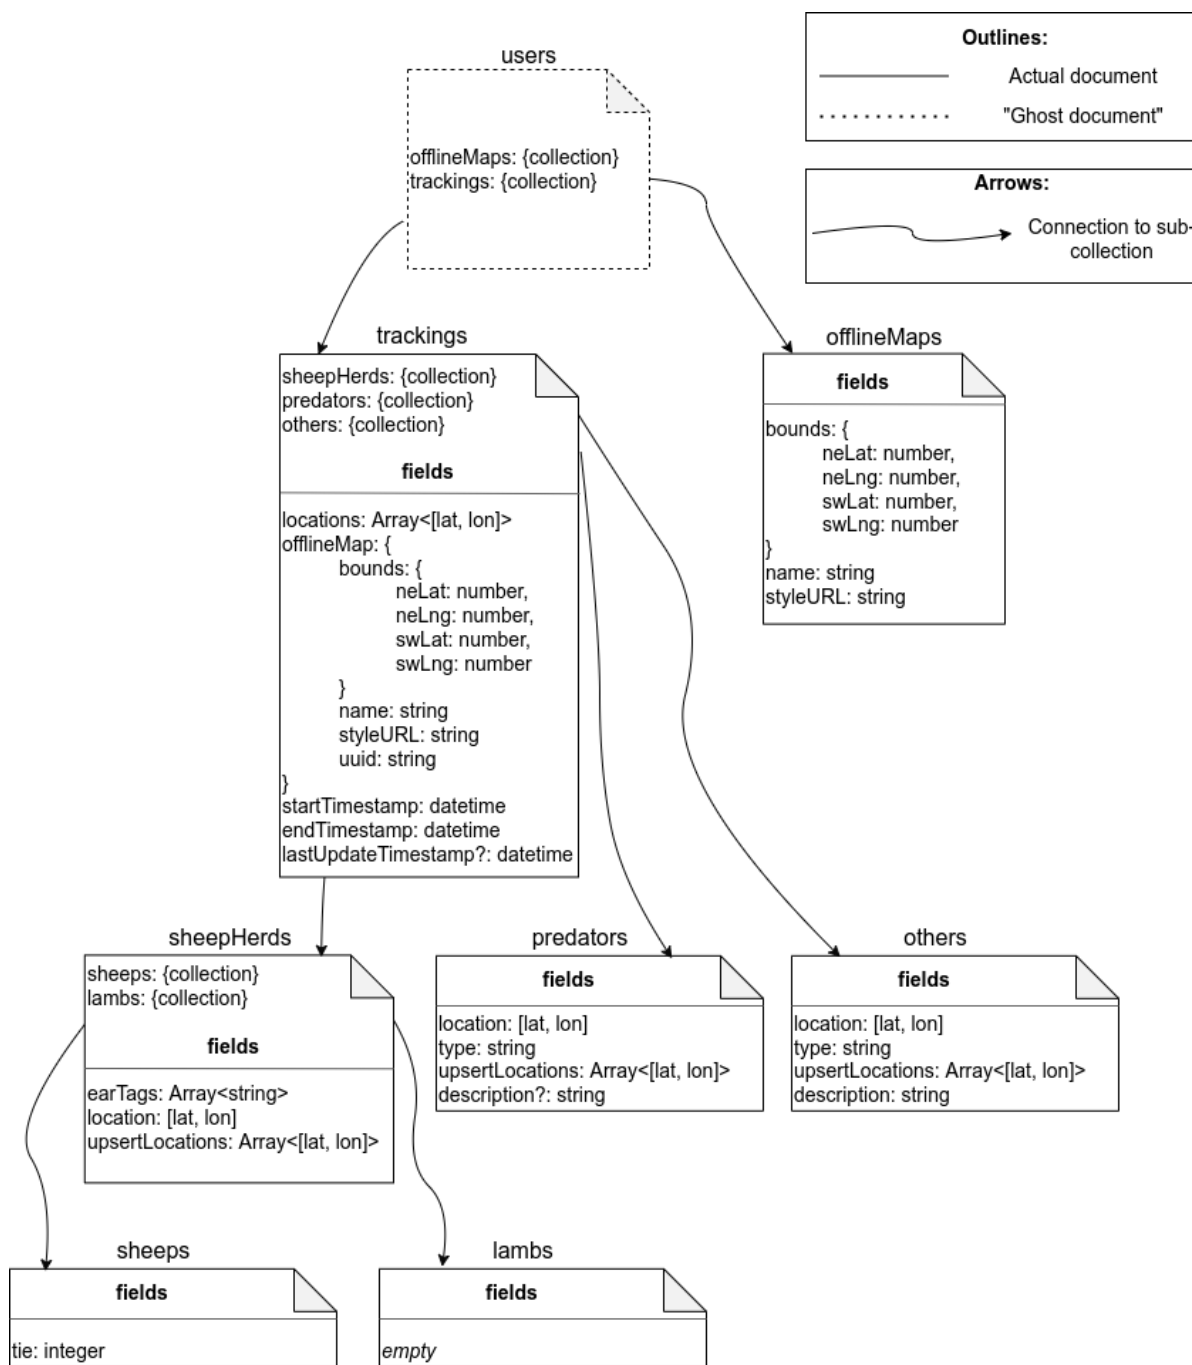 users
offlineMaps: {collection}
trackings: {collection}
Outlines:
Actual document
"Ghost document"
Arrows:
Connection to sub-
collection
trackings
sheepHerds: {collection}
predators: {collection}
others: {collection}
fields
locations: Array<[lat, lon]>
offlineMap: {
bounds: {
neLat: number,
neLng: number,
swLat: number,
swLng: number
}
name: string
styleURL: string
uuid: string
}
startTimestamp: datetime
endTimestamp: datetime
lastUpdateTimestamp?: datetime
offlineMaps
fields
bounds: {
neLat: number,
neLng: number,
swLat: number,
swLng: number
}
name: string
styleURL: string
sheepHerds
sheeps: {collection}
lambs: {collection}
fields
earTags: Array<string>
location: [lat, lon]
upsertLocations: Array<[lat, lon]>
predators
fields
location: [lat, lon]
type: string
upsertLocations: Array<[lat, lon]>
description?: string
others
fields
location: [lat, lon]
type: string
upsertLocations: Array<[lat, lon]>
description: string
sheeps
fields
tie: integer
lambs
fields
empty